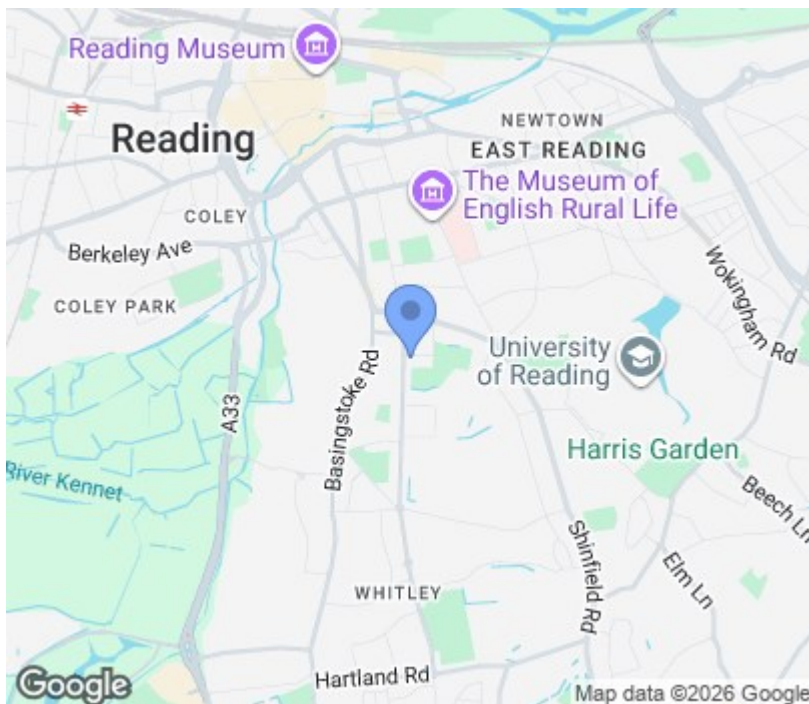 Reading Museum
Reading
NEWTOWN
EAST READING
The Museum of
English Rural Life
COLEY
Berkeley Ave
COLEY PARK
Wokingham Rd
University
of Reading
Basingstoke Rd
A33
Harris Garden
River Kennet
Beech Ln
Shinfield Rd
Elm Ln
WHITLEY
Hartland Rd
Google
Map data ©2026 Google